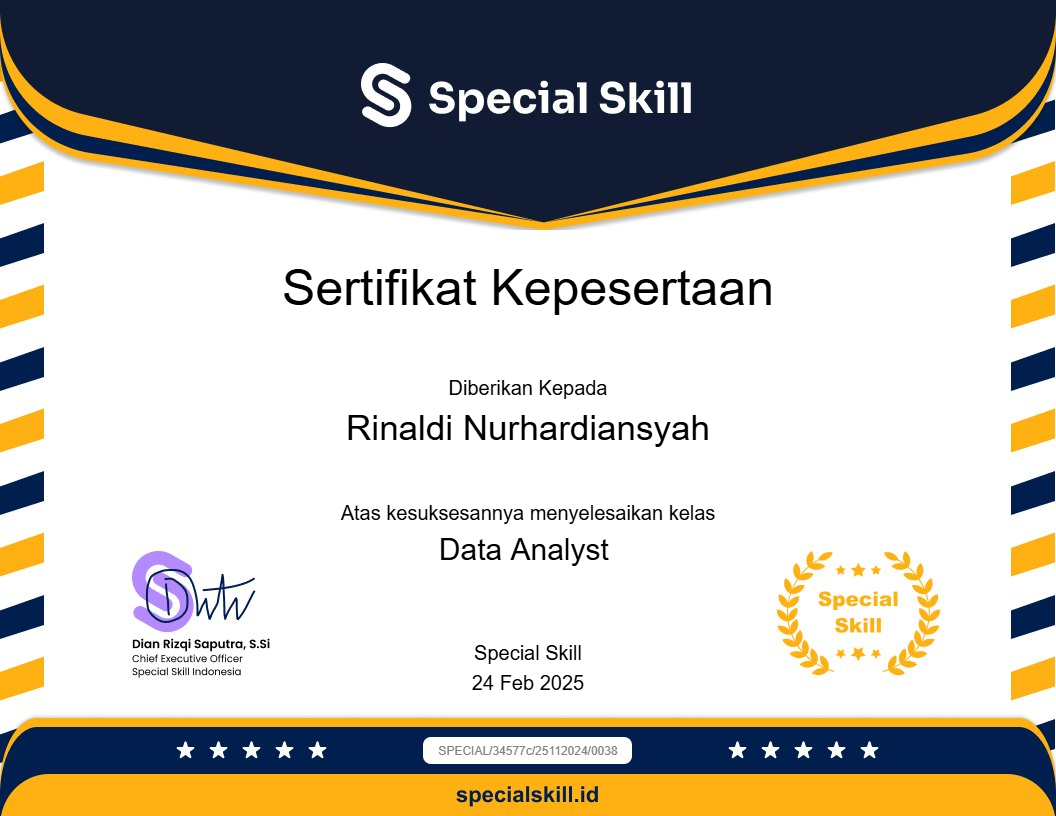 Special Skill
Sertifikat Kepesertaan
Diberikan Kepada
Rinaldi Nurhardiansyah
Atas kesuksesannya menyelesaikan kelas
Data Analyst
Dian Rizqi Saputra, S.Si
Chief Executive Officer
Special Skill Indonesia
Special Skill
24 Feb 2025
Special
Skill
SPECIAL/34577c/25112024/0038
specialskill.id